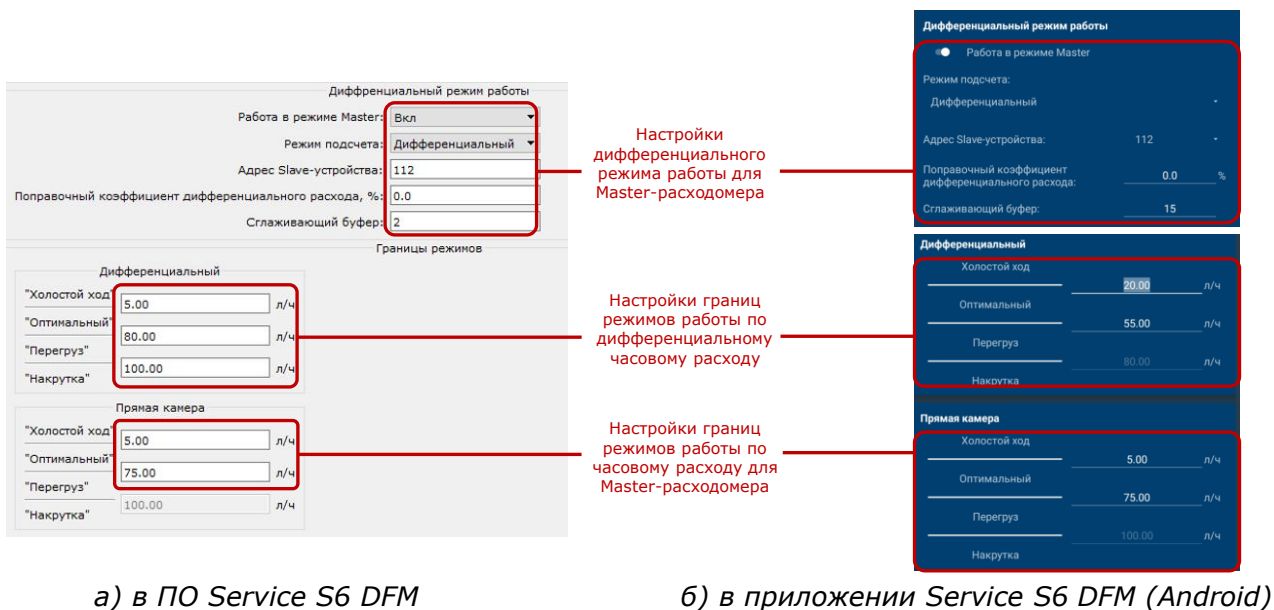 Диффренциальный режим работы
Работа в режиме Master: Вкл
Режим подсчета: Дифференциальный
Адрес Slave-устройства: 112
Поправочный коэффициент дифференциального расхода, %: 0.0
Сглаживающий буфер: 2
Границы режимов
Дифференциальный
"Холостой ход"
5.00 л/ч
"Оптимальный"
80.00 л/ч
"Перегруз"
100.00 л/ч
"Накрутка"
Прямая камера
"Холостой ход"
5.00 л/ч
"Оптимальный"
75.00 л/ч
"Перегруз"
100.00 л/ч
"Накрутка"
Настройки
дифференциального
режима работы для
Master-расходомера
Настройки границ
режимов работы по
дифференциальному
часовому расходу
Настройки границ
режимов работы по
часовому расходу для
Master-расходомера
Дифференциальный режим работы
Работа в режиме Master
Режим подсчета:
Дифференциальный
Адрес Slave-устройства: 112
Поправочный коэффициент
дифференциального расхода: 0.0 %
Сглаживающий буфер: 15
Дифференциальный
Холостой ход
20.00 л/ч
Оптимальный
55.00 л/ч
Перегруз
80.00 л/ч
Накрутка
Прямая камера
Холостой ход
5.00 л/ч
Оптимальный
75.00 л/ч
Перегруз
100.00 л/ч
Накрутка
а) в ПО Service S6 DFM
б) в приложении Service S6 DFM (Android)